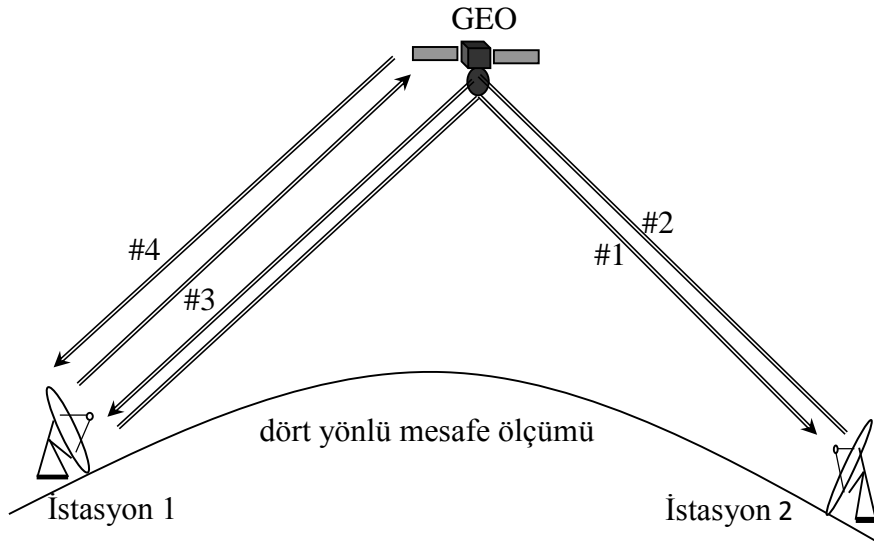 GEO
#4
#3
#2
#1
dört yönlü mesafe ölçümü
İstasyon 1
İstasyon 2